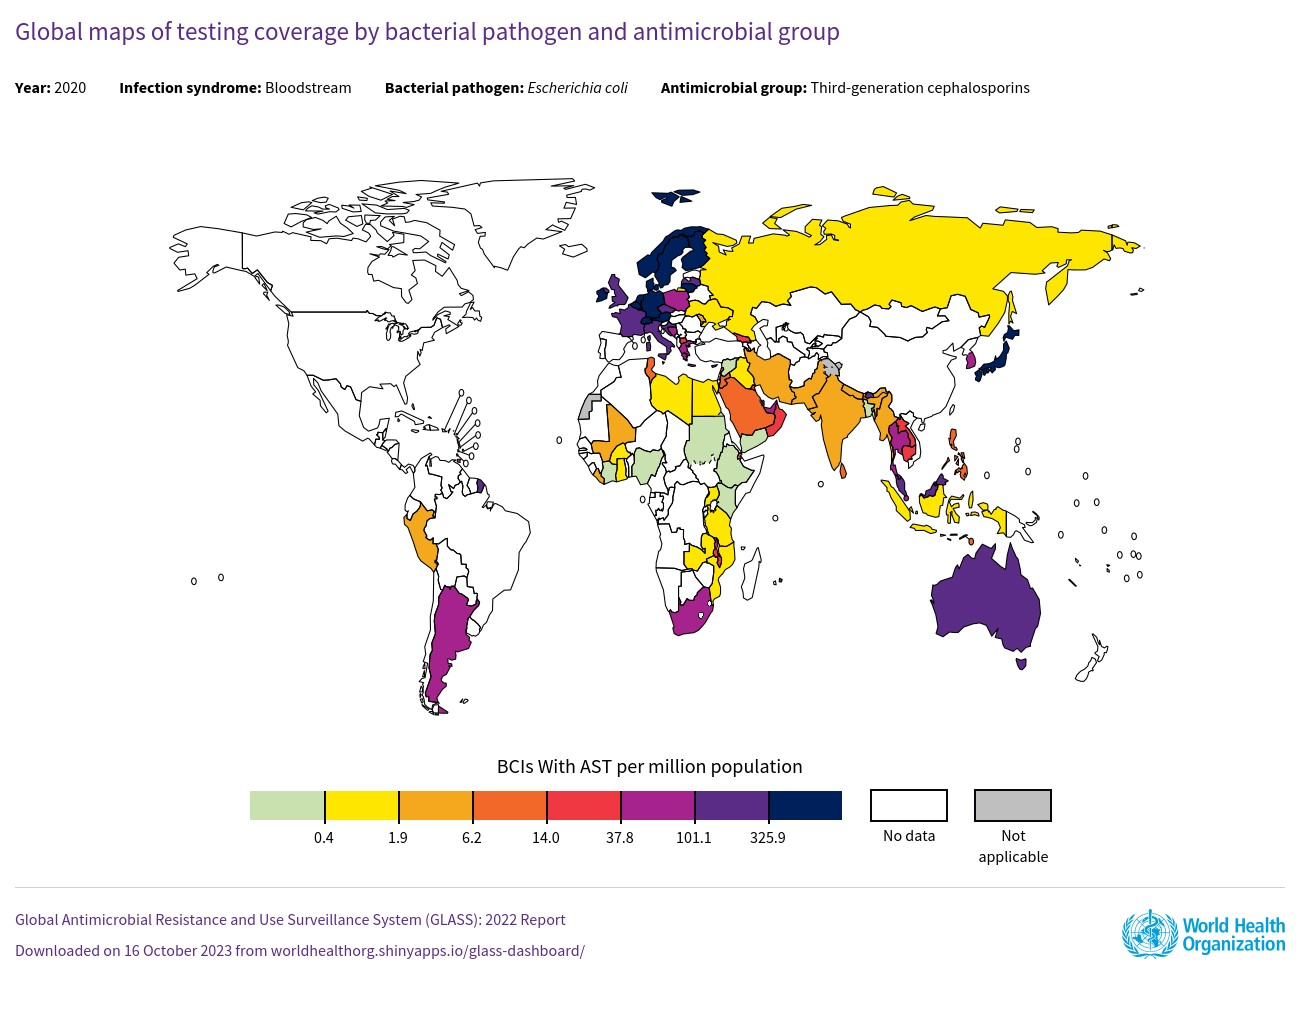 Global maps of testing coverage by bacterial pathogen and antimicrobial group
Year: 2020 Infection syndrome: Bloodstream Bacterial pathogen: Escherichia coli Antimicrobial group: Third-generation cephalosporins
BCIs With AST per million population
0.4 1.9 6.2 14.0 37.8 101.1 325.9 No data Not
applicable
Global Antimicrobial Resistance and Use Surveillance System (GLASS): 2022 Report
Downloaded on 16 October 2023 from worldhealthorg.shinyapps.io/glass-dashboard/
World Health
Organization